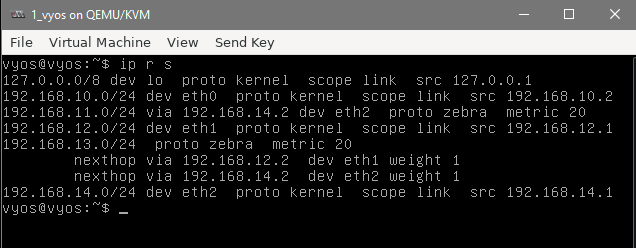 1_vyos on QEMU/KVM
File Virtual Machine View Send Key
vyos@vyos:~$ ip r s
127.0.0.0/8 dev lo  proto kernel  scope link  src 127.0.0.1
192.168.10.0/24 dev eth0  proto kernel  scope link  src 192.168.10.2
192.168.11.0/24 via 192.168.14.2 dev eth2  proto zebra  metric 20
192.168.12.0/24 dev eth1  proto kernel  scope link  src 192.168.12.1
192.168.13.0/24  proto zebra  metric 20
        nexthop via 192.168.12.2  dev eth1 weight 1
        nexthop via 192.168.14.2  dev eth2 weight 1
192.168.14.0/24 dev eth2  proto kernel  scope link  src 192.168.14.1
vyos@vyos:~$ _